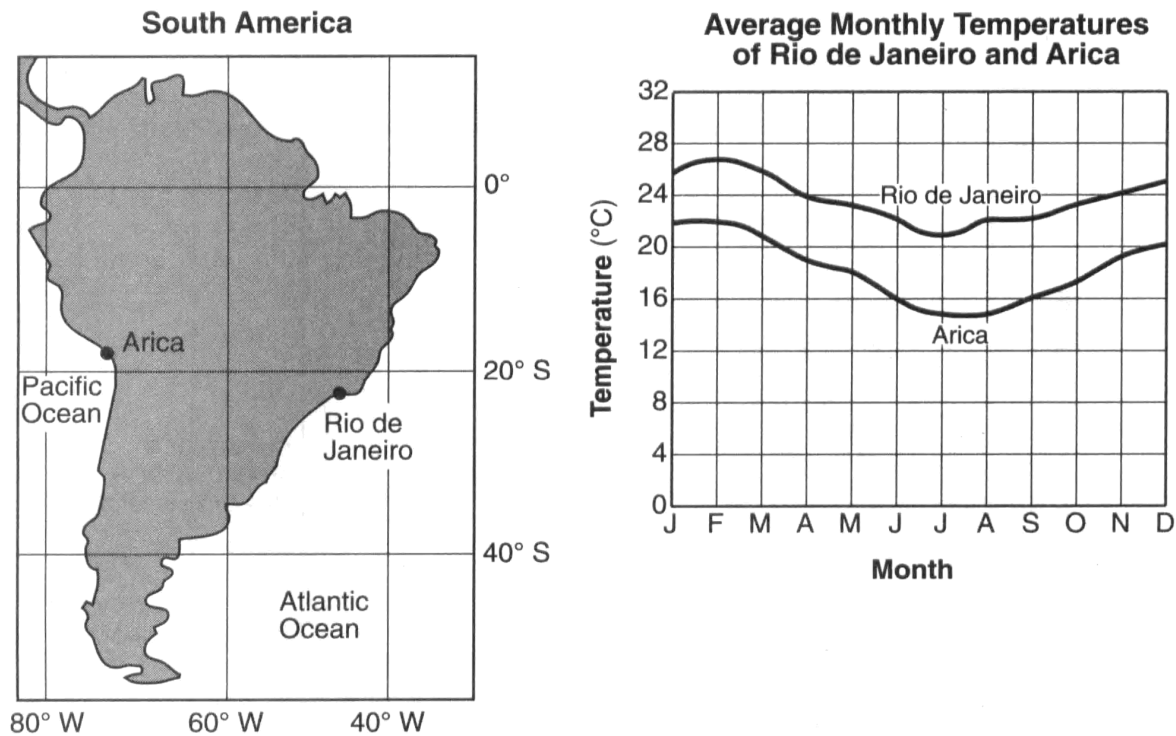 South America
0°
Arica
20° S
Pacific
Ocean
Rio de
Janeiro
40° S
Atlantic
Ocean
80° W
60° W
40° W
Average Monthly Temperatures
of Rio de Janeiro and Arica
Temperature (°C)
32
28
24
20
16
12
8
4
0
Rio de Janeiro
Arica
J F M A M J J A S O N D
Month